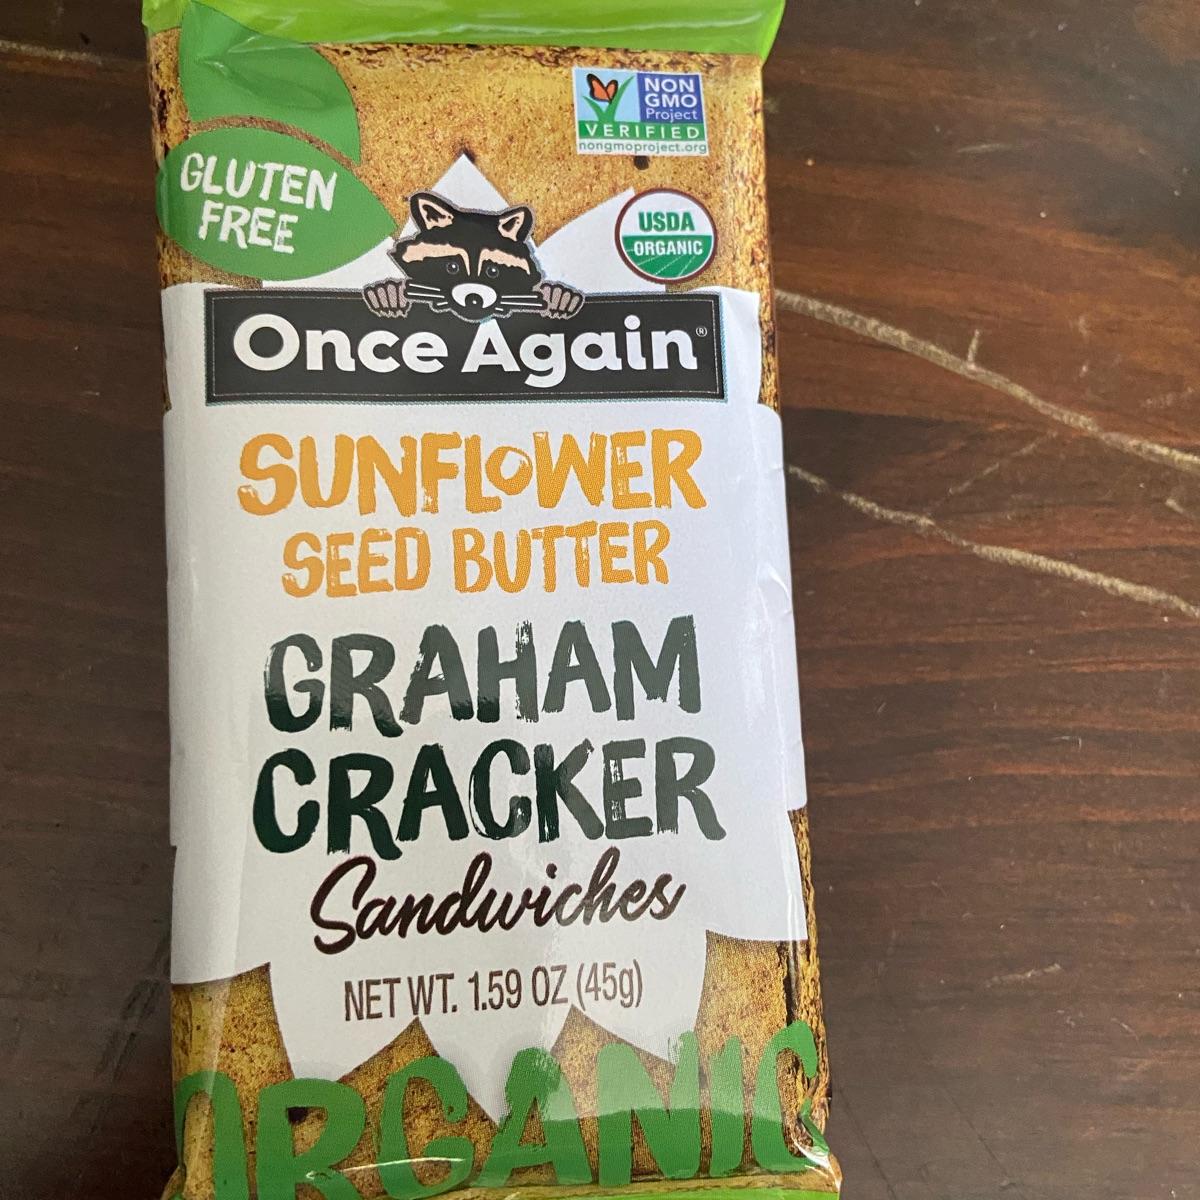 NON
GMO
Project
VERIFIED
nongmoproject.org
GLUTEN
FREE
USDA
ORGANIC
Once Again®
SUNFLOWER
SEED BUTTER
GRAHAM
CRACKER
Sandwiches
NET WT. 1.59 OZ (45g)
ORGANIC